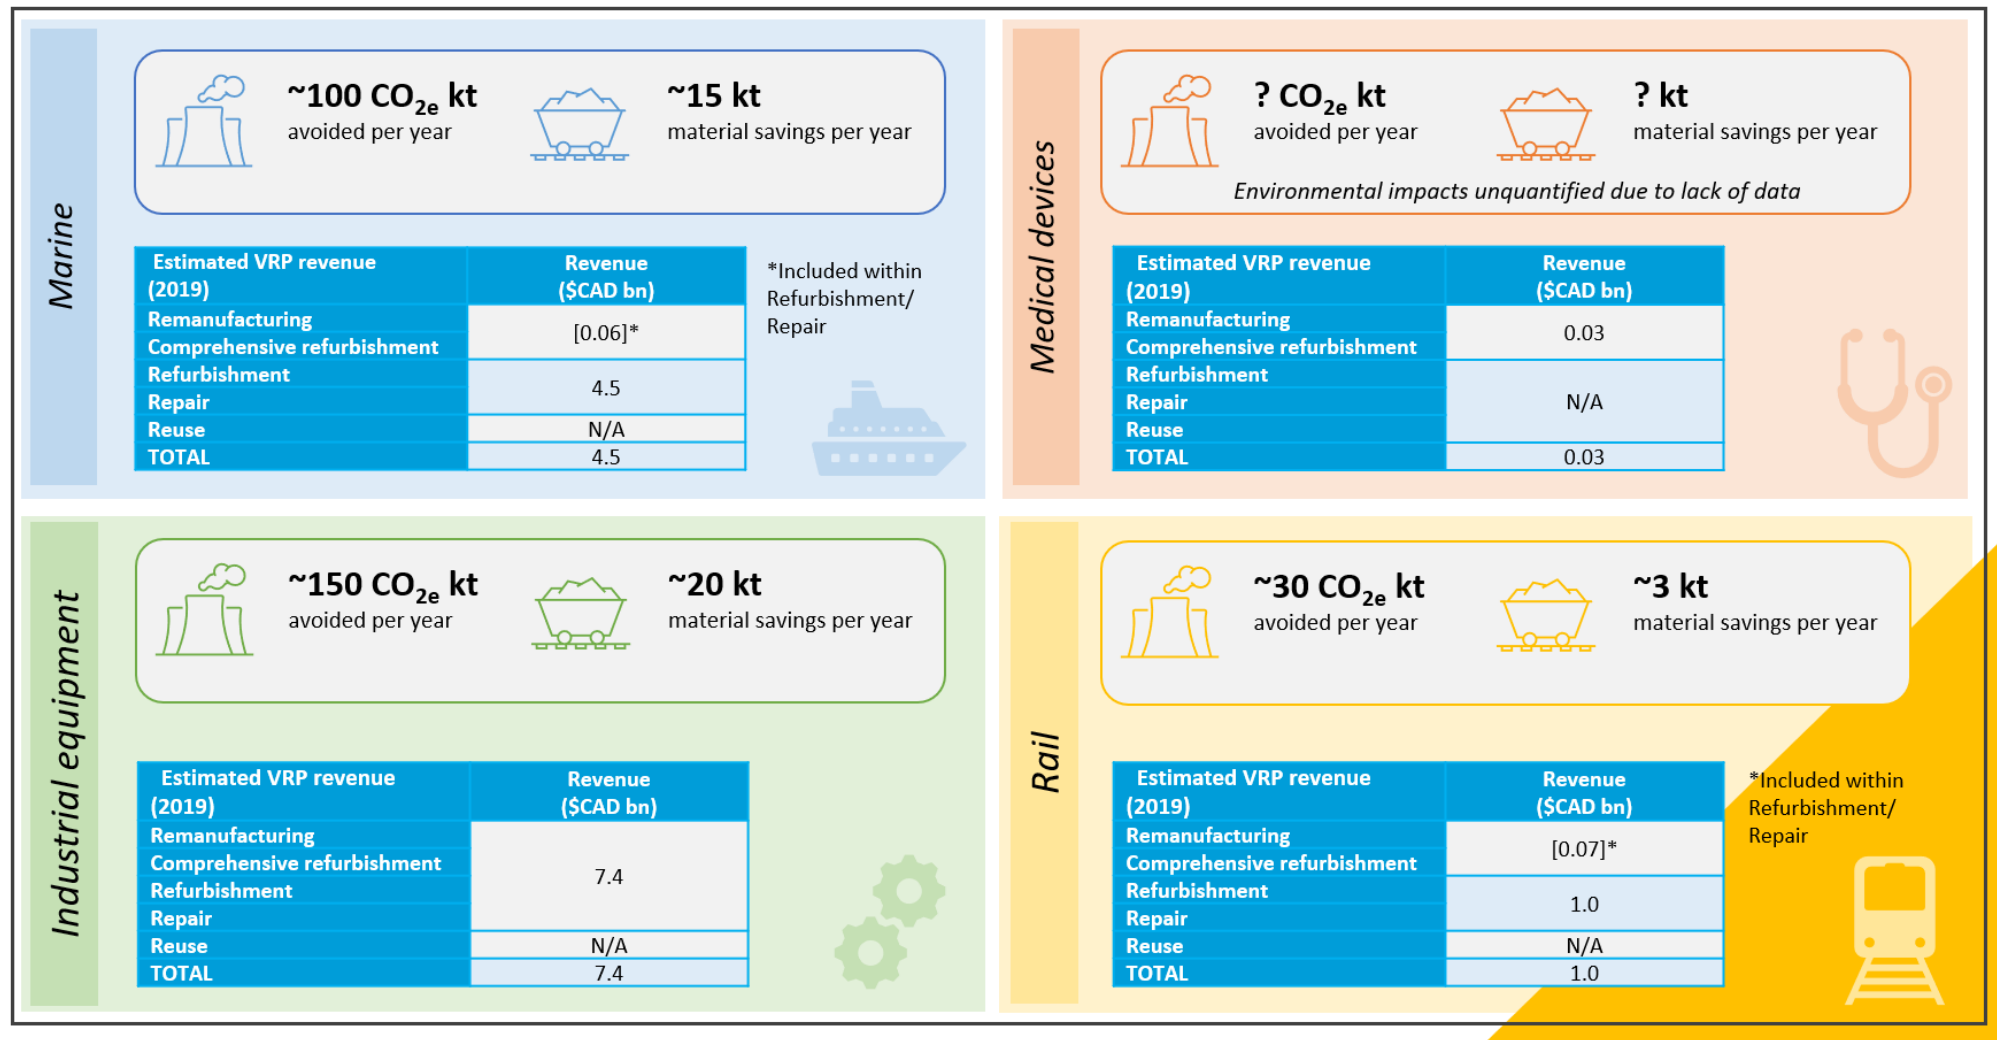 Marine
~100 CO2e kt
avoided per year
~15 kt
material savings per year
Estimated VRP revenue
(2019)
Revenue
($CAD bn)
Remanufacturing
Comprehensive refurbishment
[0.06]*
Refurbishment
Repair
4.5
Reuse
N/A
TOTAL
4.5
*Included within
Refurbishment/
Repair
Medical devices
? CO2e kt
avoided per year
? kt
material savings per year
Environmental impacts unquantified due to lack of data
Estimated VRP revenue
(2019)
Revenue
($CAD bn)
Remanufacturing
Comprehensive refurbishment
0.03
Refurbishment
Repair
Reuse
N/A
TOTAL
0.03
Industrial equipment
~150 CO2e kt
avoided per year
~20 kt
material savings per year
Estimated VRP revenue
(2019)
Revenue
($CAD bn)
Remanufacturing
Comprehensive refurbishment
Refurbishment
Repair
7.4
Reuse
N/A
TOTAL
7.4
Rail
~30 CO2e kt
avoided per year
~3 kt
material savings per year
Estimated VRP revenue
(2019)
Revenue
($CAD bn)
Remanufacturing
Comprehensive refurbishment
[0.07]*
Refurbishment
Repair
1.0
Reuse
N/A
TOTAL
1.0
*Included within
Refurbishment/
Repair